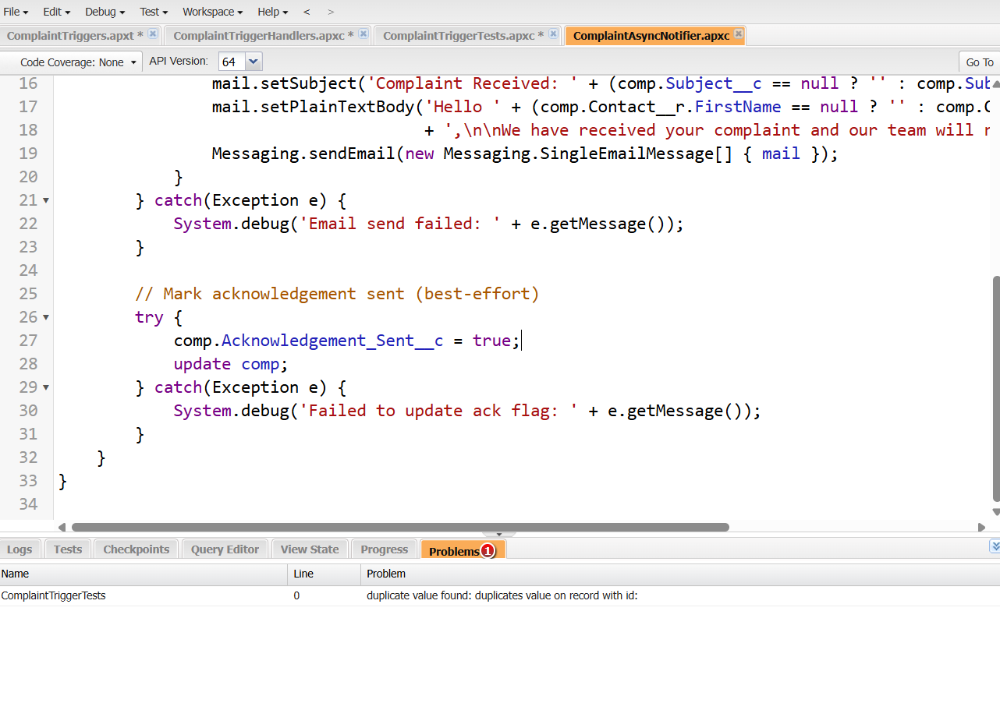 File Edit Debug Test Workspace Help < >
ComplaintTriggers.apxt * ComplaintTriggerHandlers.apxc * ComplaintTriggerTests.apxc * ComplaintAsyncNotifier.apxc
Code Coverage: None API Version: 64 Go To
16 mail.setSubject('Complaint Received: ' + (comp.Subject__c == null ? '' : comp.Sub
17 mail.setPlainTextBody('Hello ' + (comp.Contact__r.FirstName == null ? '' : comp.C
18 + ',\n\nWe have received your complaint and our team will r
19 Messaging.sendEmail(new Messaging.SingleEmailMessage[] { mail });
20 }
21 } catch(Exception e) {
22 System.debug('Email send failed: ' + e.getMessage());
23 }
24
25 // Mark acknowledgement sent (best-effort)
26 try {
27 comp.Acknowledgement_Sent__c = true;
28 update comp;
29 } catch(Exception e) {
30 System.debug('Failed to update ack flag: ' + e.getMessage());
31 }
32 }
33 }
34
Logs Tests Checkpoints Query Editor View State Progress Problems 1
Name Line Problem
ComplaintTriggerTests 0 duplicate value found: duplicates value on record with id: